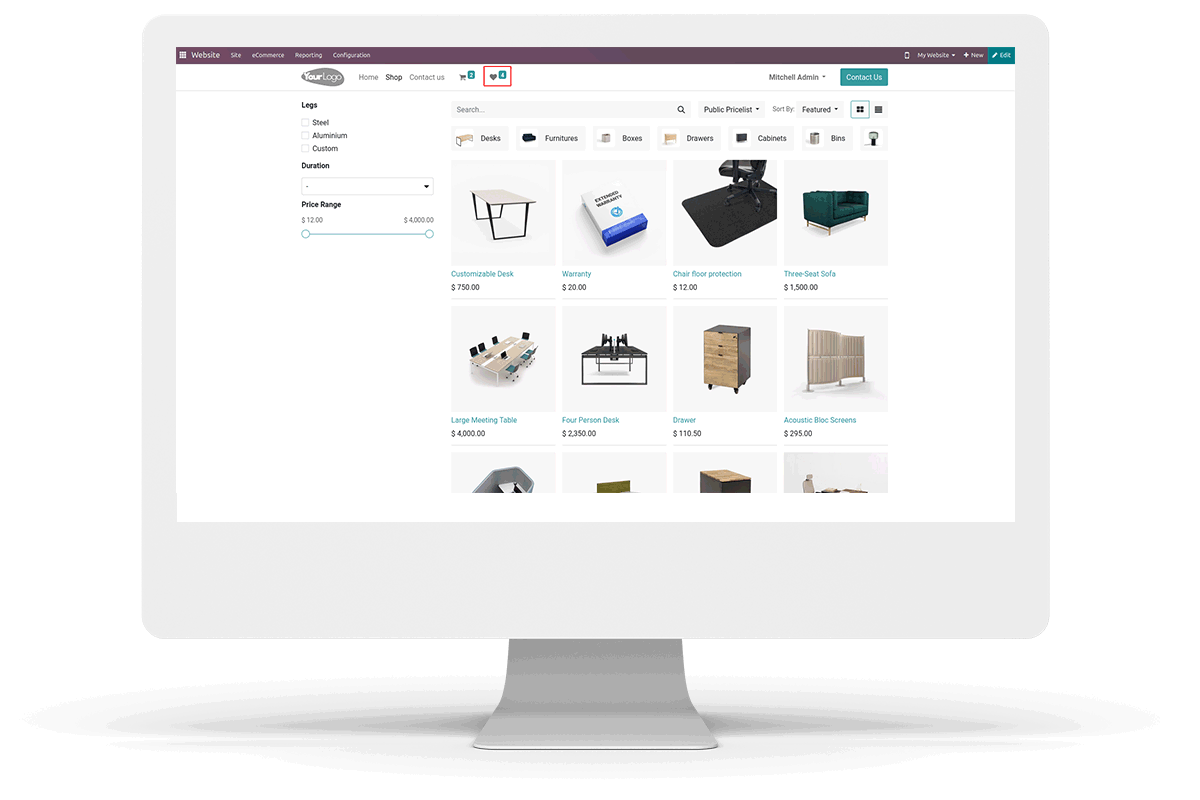 Website Site eCommerce Reporting Configuration My Website + New Edit
YourLogo Home Shop Contact us 2 4 Mitchell Admin Contact Us
Legs
Steel
Aluminium
Custom
Duration
-
Price Range
$ 12.00 $ 4,000.00
Search... Public Pricelist Sort By: Featured
Desks Furnitures Boxes Drawers Cabinets Bins
EXTENDED
WARRANTY
Customizable Desk Warranty Chair floor protection Three-Seat Sofa
$ 750.00 $ 20.00 $ 12.00 $ 1,500.00
Large Meeting Table Four Person Desk Drawer Acoustic Bloc Screens
$ 4,000.00 $ 2,350.00 $ 110.50 $ 295.00